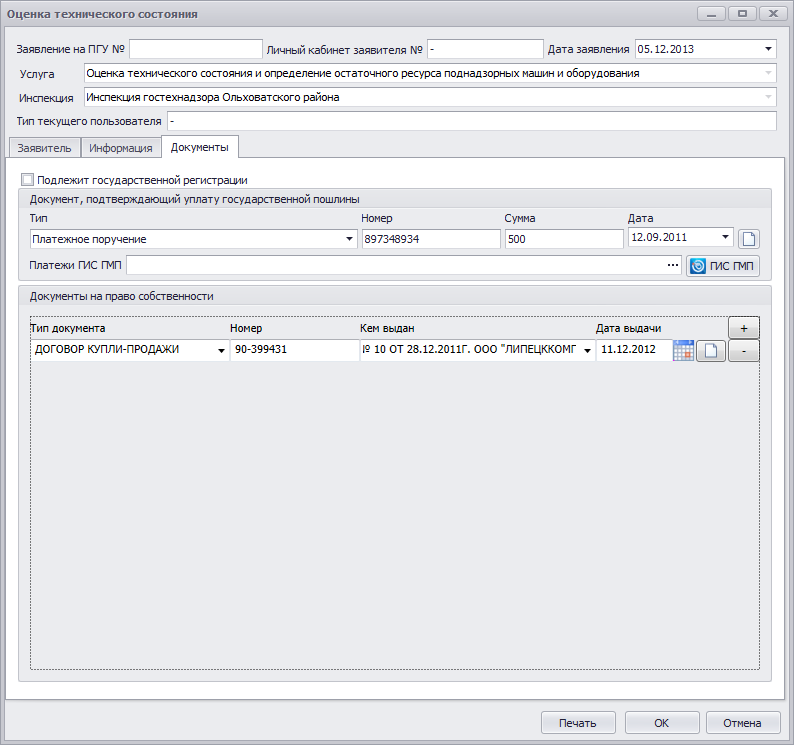 Оценка технического состояния
Заявление на ПГУ № Личный кабинет заявителя № - Дата заявления 05.12.2013
Услуга Оценка технического состояния и определение остаточного ресурса поднадзорных машин и оборудования
Инспекция Инспекция гостехнадзора Ольховатского района
Тип текущего пользователя -
Заявитель Информация Документы
Подлежит государственной регистрации
Документ, подтверждающий уплату государственной пошлины
Тип Номер Сумма Дата
Платежное поручение 897348934 500 12.09.2011
Платежи ГИС ГМП ... ГИС ГМП
Документы на право собственности
Тип документа Номер Кем выдан Дата выдачи +
ДОГОВОР КУПЛИ-ПРОДАЖИ 90-399431 № 10 ОТ 28.12.2011Г. ООО "ЛИПЕЦККОМГ 11.12.2012 -
Печать OK Отмена